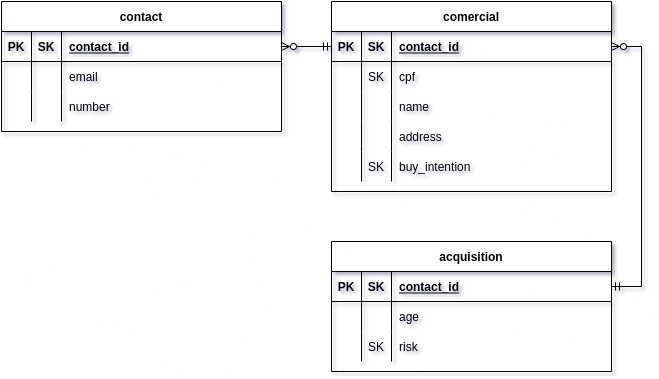 contact
PK SK contact_id
email
number
comercial
PK SK contact_id
SK cpf
name
address
SK buy_intention
acquisition
PK SK contact_id
age
SK risk